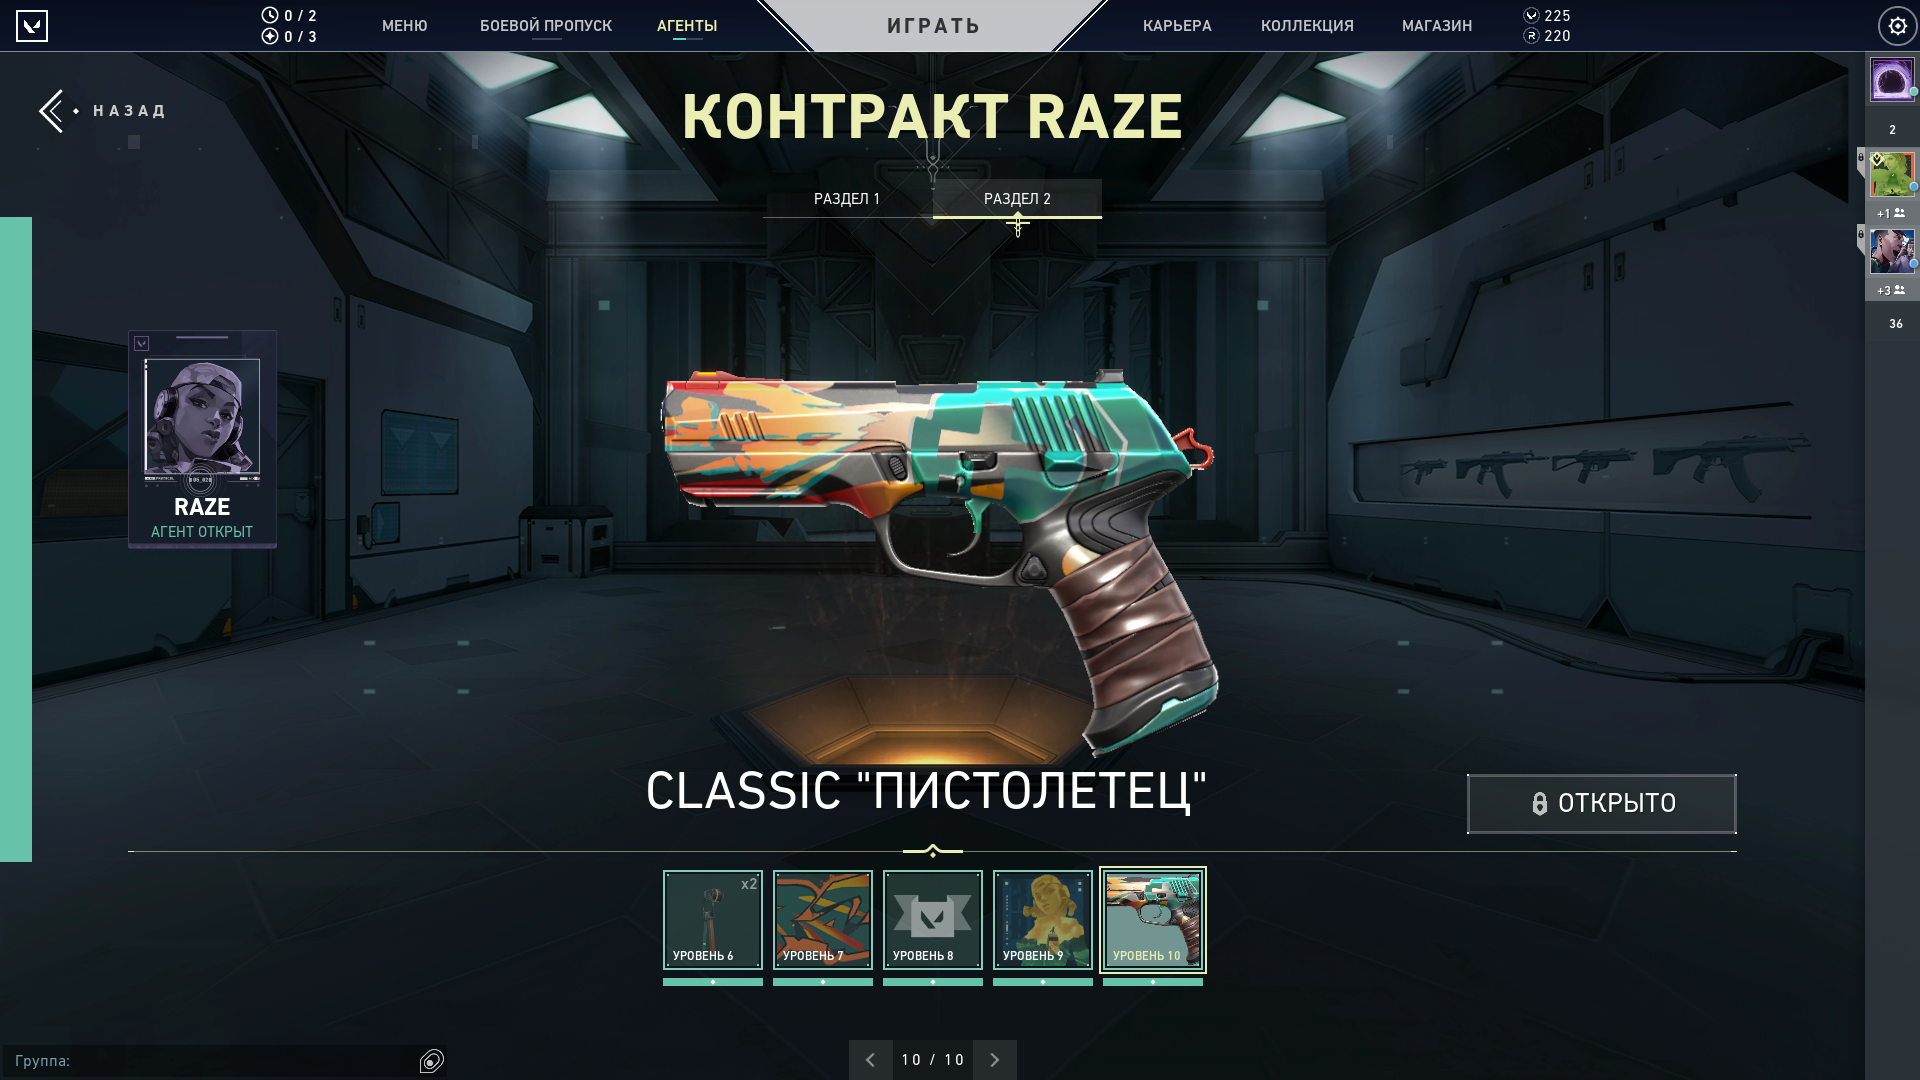 0 / 2
0 / 3
МЕНЮ
БОЕВОЙ ПРОПУСК
АГЕНТЫ
ИГРАТЬ
КАРЬЕРА
КОЛЛЕКЦИЯ
МАГАЗИН
225
220
НАЗАД
КОНТРАКТ RAZE
РАЗДЕЛ 1
РАЗДЕЛ 2
2
+1
+3
36
RAZE
АГЕНТ ОТКРЫТ
CLASSIC "ПИСТОЛЕТЕЦ"
ОТКРЫТО
x2
УРОВЕНЬ 6
УРОВЕНЬ 7
УРОВЕНЬ 8
УРОВЕНЬ 9
УРОВЕНЬ 10
Группа:
10 / 10